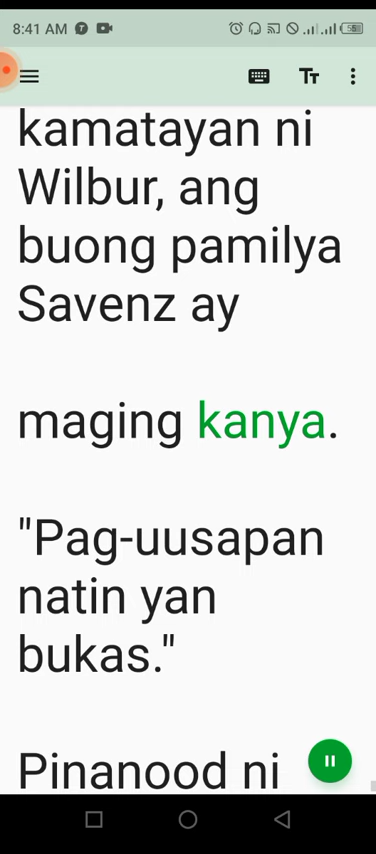 8:41 AM
kamatayan ni
Wilbur, ang
buong pamilya
Savenz ay
maging kanya.
"Pag-uusapan
natin yan
bukas."
Pinanood ni